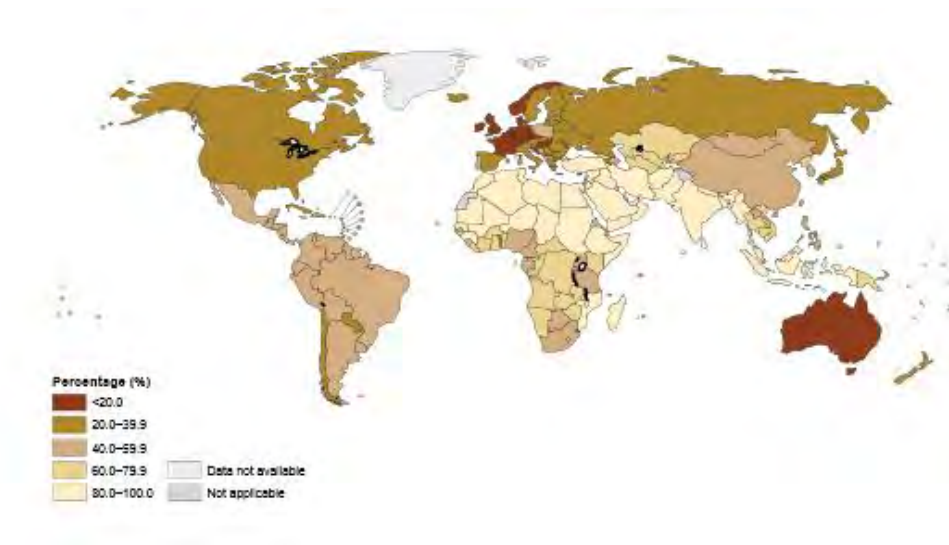 Percentage (%)
<20.0
20.0–39.9
40.0–59.9
60.0–79.9
80.0–100.0
Data not available
Not applicable